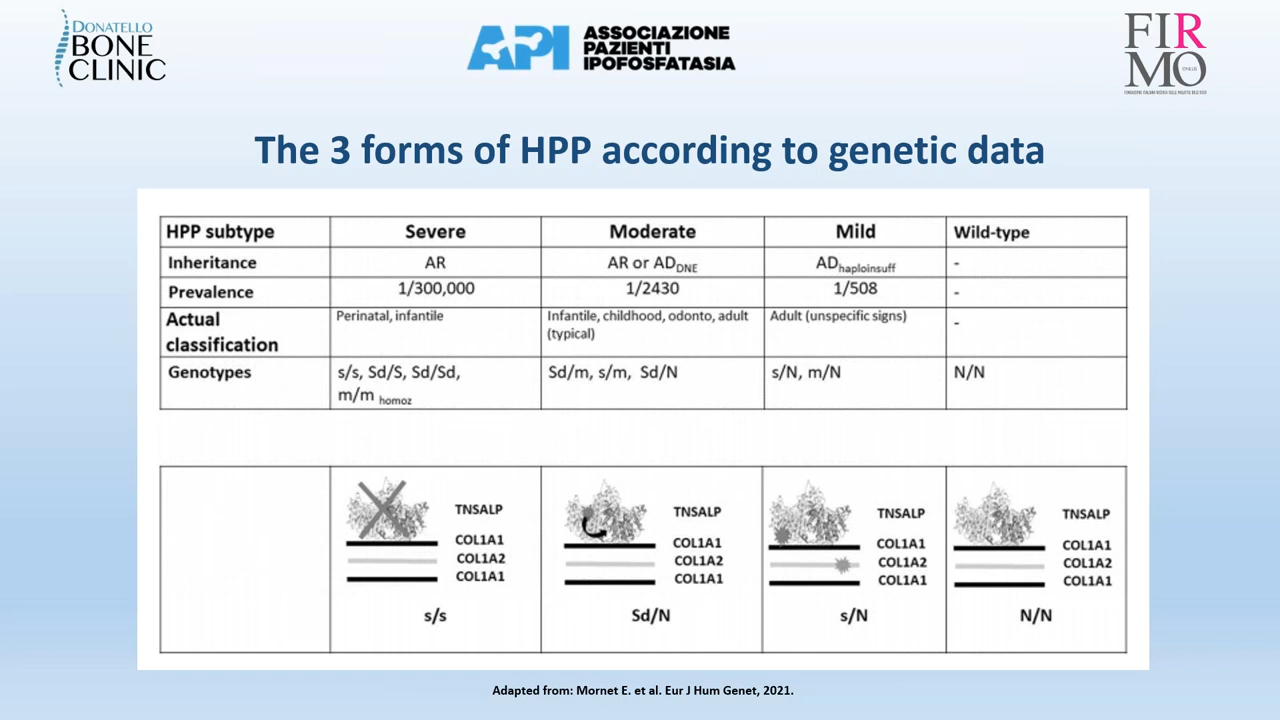 DONATELLO
BONE
CLINIC
API
ASSOCIAZIONE
PAZIENTI
IPOFOSFATASIA
FIR
MO
ONLUS
The 3 forms of HPP according to genetic data
HPP subtype Severe Moderate Mild Wild-type
Inheritance AR AR or AD DNE AD haploinsuff -
Prevalence 1/300,000 1/2430 1/508 -
Actual classification Perinatal, infantile Infantile, childhood, odonto, adult (typical) Adult (unspecific signs) -
Genotypes s/s, Sd/S, Sd/Sd, m/m homoz Sd/m, s/m, Sd/N s/N, m/N N/N
TNSALP TNSALP TNSALP TNSALP
COL1A1 COL1A1 COL1A1 COL1A1
COL1A2 COL1A2 COL1A2 COL1A2
COL1A1 COL1A1 COL1A1 COL1A1
s/s Sd/N s/N N/N
Adapted from: Mornet E. et al. Eur J Hum Genet, 2021.